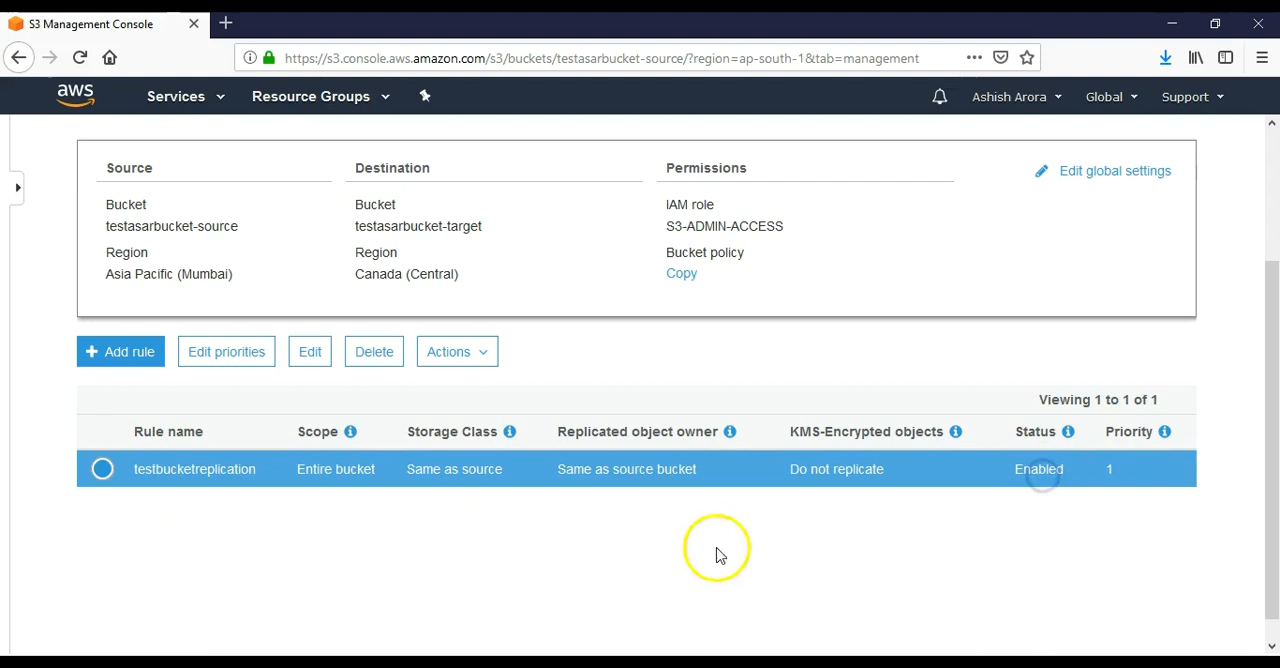 S3 Management Console
https://s3.console.aws.amazon.com/s3/buckets/testasarbucket-source/?region=ap-south-1&tab=management
aws
Services
Resource Groups
Ashish Arora
Global
Support
Source
Destination
Permissions
Edit global settings
Bucket
Bucket
IAM role
testasarbucket-source
testasarbucket-target
S3-ADMIN-ACCESS
Region
Region
Bucket policy
Asia Pacific (Mumbai)
Canada (Central)
Copy
Add rule
Edit priorities
Edit
Delete
Actions
Viewing 1 to 1 of 1
Rule name
Scope
Storage Class
Replicated object owner
KMS-Encrypted objects
Status
Priority
testbucketreplication
Entire bucket
Same as source
Same as source bucket
Do not replicate
Enabled
1